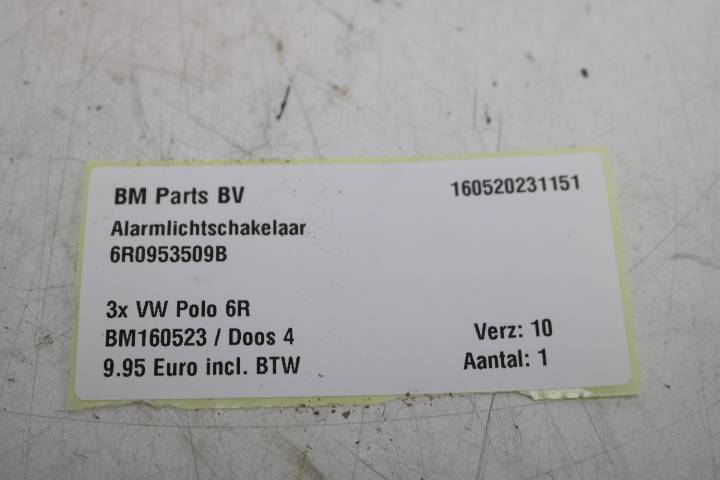 BM Parts BV
160520231151
Alarmlichtschakelaar
6R0953509B
3x VW Polo 6R
BM160523 / Doos 4
Verz: 10
9.95 Euro incl. BTW
Aantal: 1